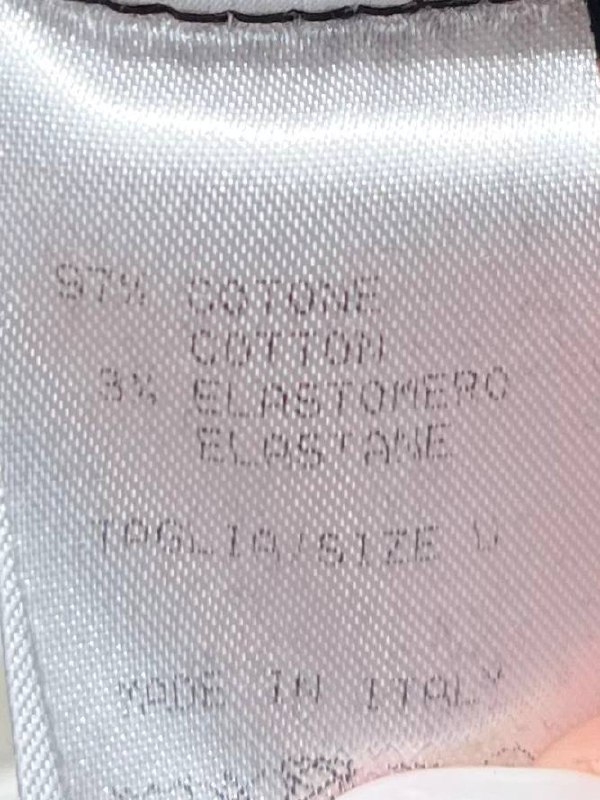 97% COTONE
COTTON
3% ELASTOMERO
ELASTANE
TAGLIA/SIZE U
MADE IN ITALY